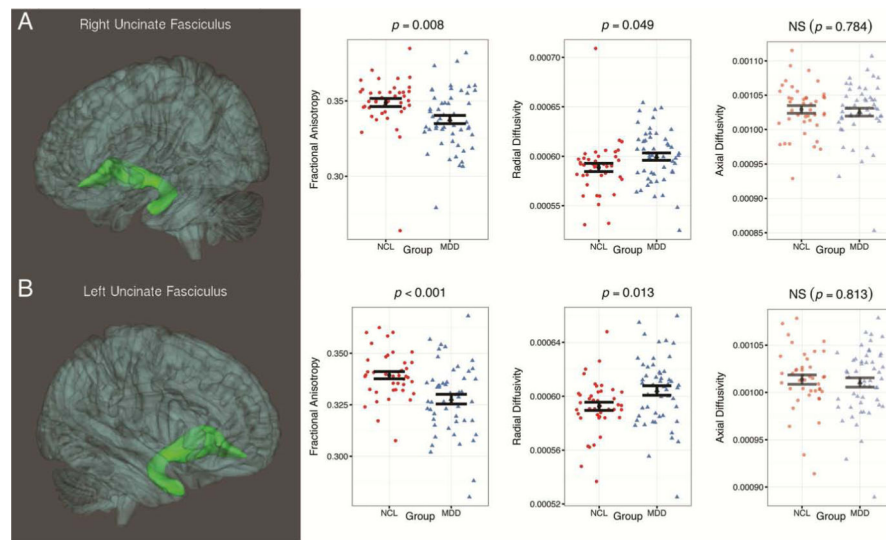 A
Right Uncinate Fasciculus
p = 0.008
Fractional Anisotropy
0.35
0.30
NCL
MDD
Group
p = 0.049
Radial Diffusivity
0.00070
0.00065
0.00060
0.00055
NCL
MDD
Group
NS (p = 0.784)
Axial Diffusivity
0.00110
0.00105
0.00100
0.00095
0.00090
0.00085
NCL
MDD
Group
B
Left Uncinate Fasciculus
p < 0.001
Fractional Anisotropy
0.350
0.325
0.300
NCL
MDD
Group
p = 0.013
Radial Diffusivity
0.00064
0.00060
0.00056
0.00052
NCL
MDD
Group
NS (p = 0.813)
Axial Diffusivity
0.00105
0.00100
0.00095
0.00090
NCL
MDD
Group